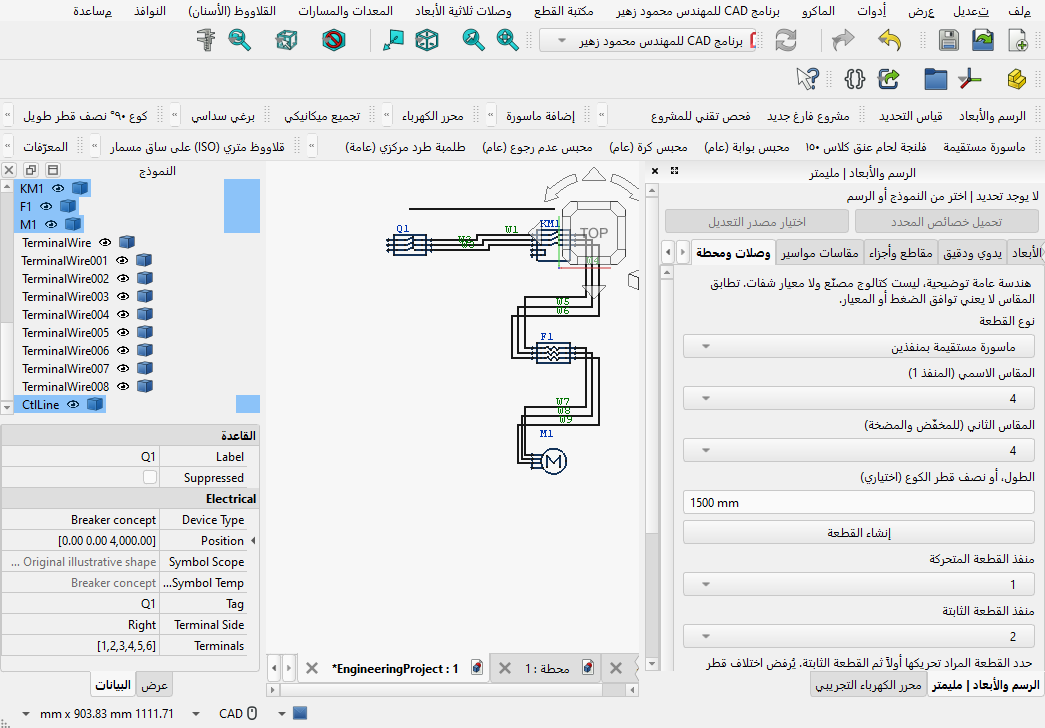 ملف تعديل عرض أدوات الماكرو برنامج CAD للمهندس محمود زهير مكتبة القطع وصلات ثلاثية الأبعاد المعدات والمسارات القلاووظ (الأسنان) النوافذ مساعدة
برنامج CAD للمهندس محمود زهير
الرسم والأبعاد قياس التحديد مشروع فارغ جديد فحص تقني للمشروع « إضافة ماسورة « محرر الكهرباء « تجميع ميكانيكي برغي سداسي « كوع ٩٠° نصف قطر طويل «
ماسورة مستقيمة فلنجة لحام عنق كلاس ١٥٠ محبس بوابة (عام) محبس كرة (عام) محبس عدم رجوع (عام) طلمبة طرد مركزي (عامة) « قلاووظ متري (ISO) على ساق مسمار « المعرّفات «
الرسم والأبعاد | مليمتر
لا يوجد تحديد | اختر من النموذج أو الرسم
تحميل خصائص المحدد
اختيار مصدر التعديل
الأبعاد
يدوي ودقيق
مقاطع وأجزاء
مقاسات مواسير
وصلات ومحطة
هندسة عامة توضيحية، ليست كتالوج مصنّع ولا معيار شفات. تطابق
المقاس لا يعني توافق الضغط أو المعيار.
نوع القطعة
ماسورة مستقيمة بمنفذين
المقاس الاسمي (المنفذ 1)
4
المقاس الثاني (للمخفّض والمضخة)
4
الطول، أو نصف قطر الكوع (اختياري)
1500 mm
إنشاء القطعة
منفذ القطعة المتحركة
1
منفذ القطعة الثابتة
2
حدد القطعة المراد تحريكها أولاً ثم القطعة الثابتة. يُرفض اختلاف قطر
الرسم والأبعاد | مليمتر
محرر الكهرباء التجريبي
TOP
Q1
W1
W2
W3
KM1
W4
W5
W6
F1
W7
W8
W9
M1
M
محطة : 1
*EngineeringProject : 1
النموذج
KM1
F1
M1
TerminalWire
TerminalWire001
TerminalWire002
TerminalWire003
TerminalWire004
TerminalWire005
TerminalWire006
TerminalWire007
TerminalWire008
CtlLine
القاعدة
Label Q1
Suppressed
Electrical
Device Type Breaker concept
Position [0.00 0.00 4,000.00]
Symbol Scope Original illustrative shape ...
Symbol Temp... Breaker concept
Tag Q1
Terminal Side Right
Terminals [1,2,3,4,5,6]
عرض
البيانات
CAD
1111.71 mm x 903.83 mm